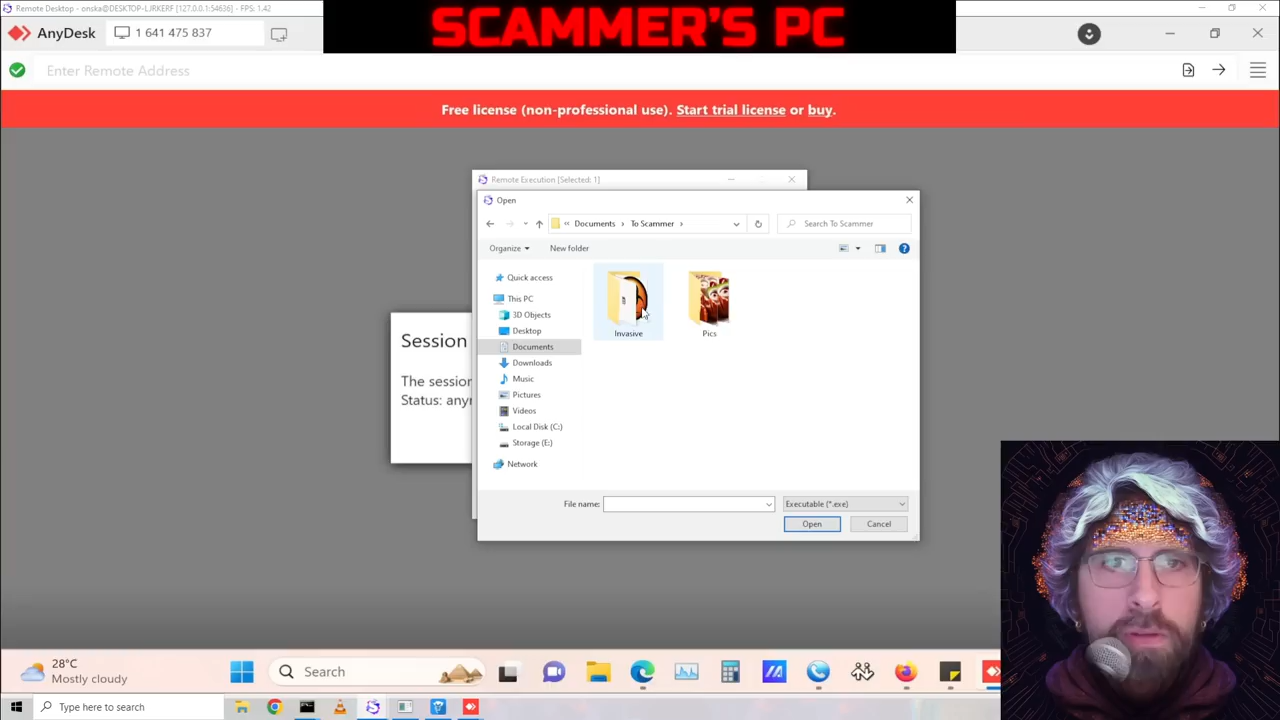 Remote Desktop - onska@DESKTOP-LJRKERF [127.0.0.1:54636] - FPS: 1.42
SCAMMER'S PC
AnyDesk
1 641 475 837
Enter Remote Address
Free license (non-professional use). Start trial license or buy.
Remote Execution [Selected: 1]
Open
« Documents › To Scammer ›
Search To Scammer
Organize
New folder
Quick access
This PC
3D Objects
Desktop
Documents
Downloads
Music
Pictures
Videos
Local Disk (C:)
Storage (E:)
Network
Invasive
Pics
Session
The session
Status: any
File name:
Executable (*.exe)
Open
Cancel
28°C
Mostly cloudy
Search
Type here to search